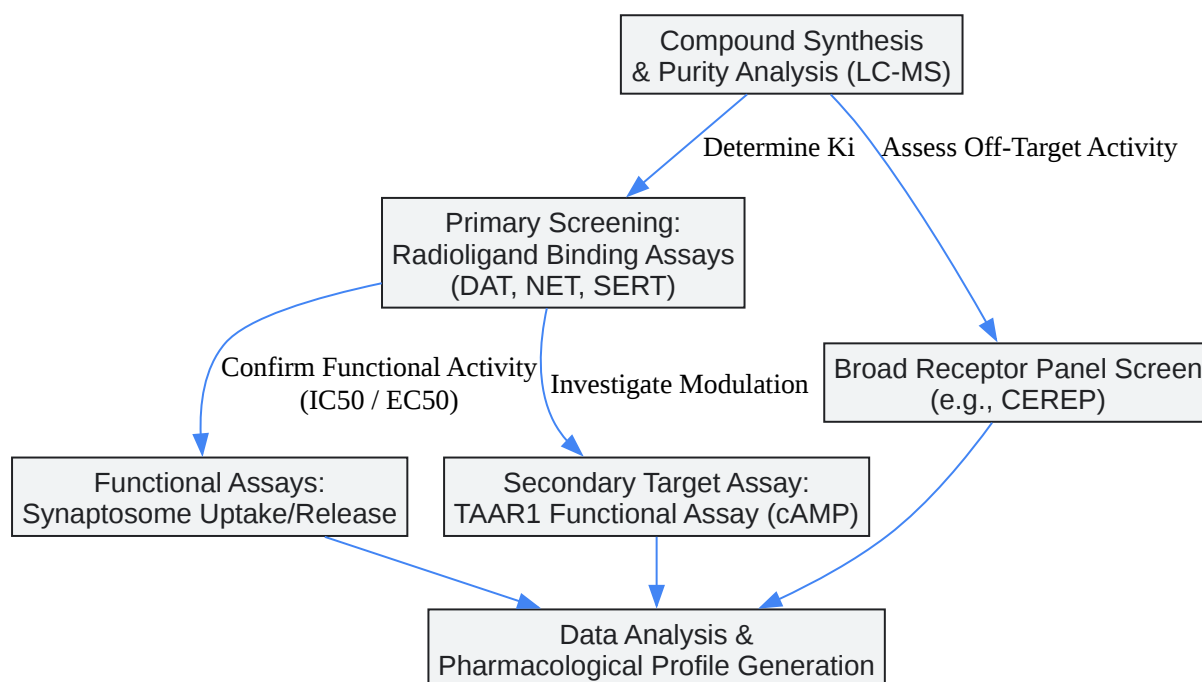 Compound Synthesis
& Purity Analysis (LC-MS)
Determine Ki
Assess Off-Target Activity
Primary Screening:
Radioligand Binding Assays
(DAT, NET, SERT)
Broad Receptor Panel Screen
(e.g., CEREP)
Confirm Functional Activity
(IC50 / EC50)
Investigate Modulation
Functional Assays:
Synaptosome Uptake/Release
Secondary Target Assay:
TAAR1 Functional Assay (cAMP)
Data Analysis &
Pharmacological Profile Generation